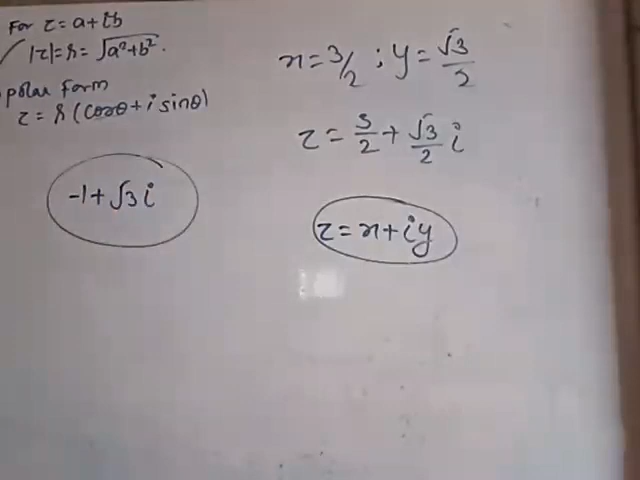 For z = a + ib
|z| = r = √a²+b².
polar form
z = r (cosθ + i sinθ)
-1 + √3 i
x = 3/2 ; y = √3/2
z = 3/2 + √3/2 i
z = x + iy